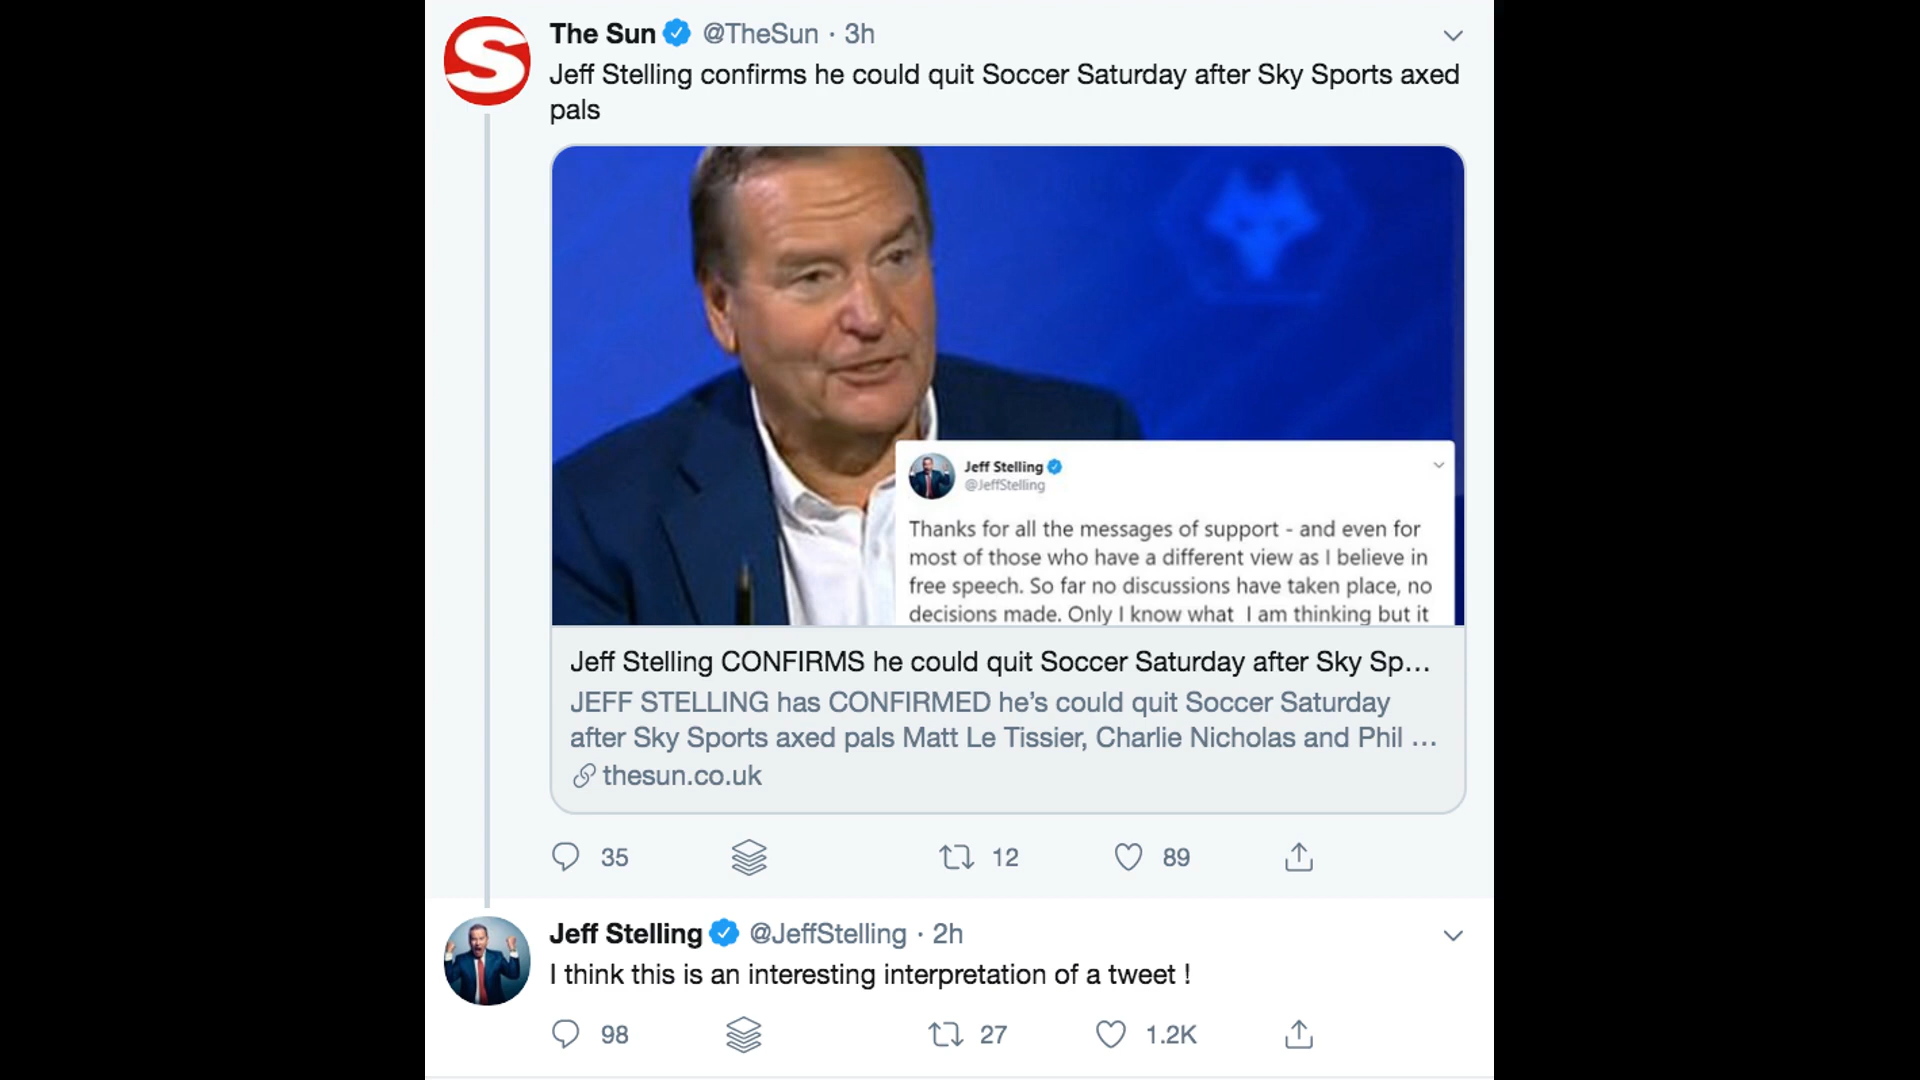 The Sun @TheSun · 3h
Jeff Stelling confirms he could quit Soccer Saturday after Sky Sports axed
pals
Jeff Stelling
@JeffStelling
Thanks for all the messages of support - and even for
most of those who have a different view as I believe in
free speech. So far no discussions have taken place, no
decisions made. Only I know what I am thinking but it
Jeff Stelling CONFIRMS he could quit Soccer Saturday after Sky Sp...
JEFF STELLING has CONFIRMED he’s could quit Soccer Saturday
after Sky Sports axed pals Matt Le Tissier, Charlie Nicholas and Phil ...
thesun.co.uk
35 12 89
Jeff Stelling @JeffStelling · 2h
I think this is an interesting interpretation of a tweet !
98 27 1.2K